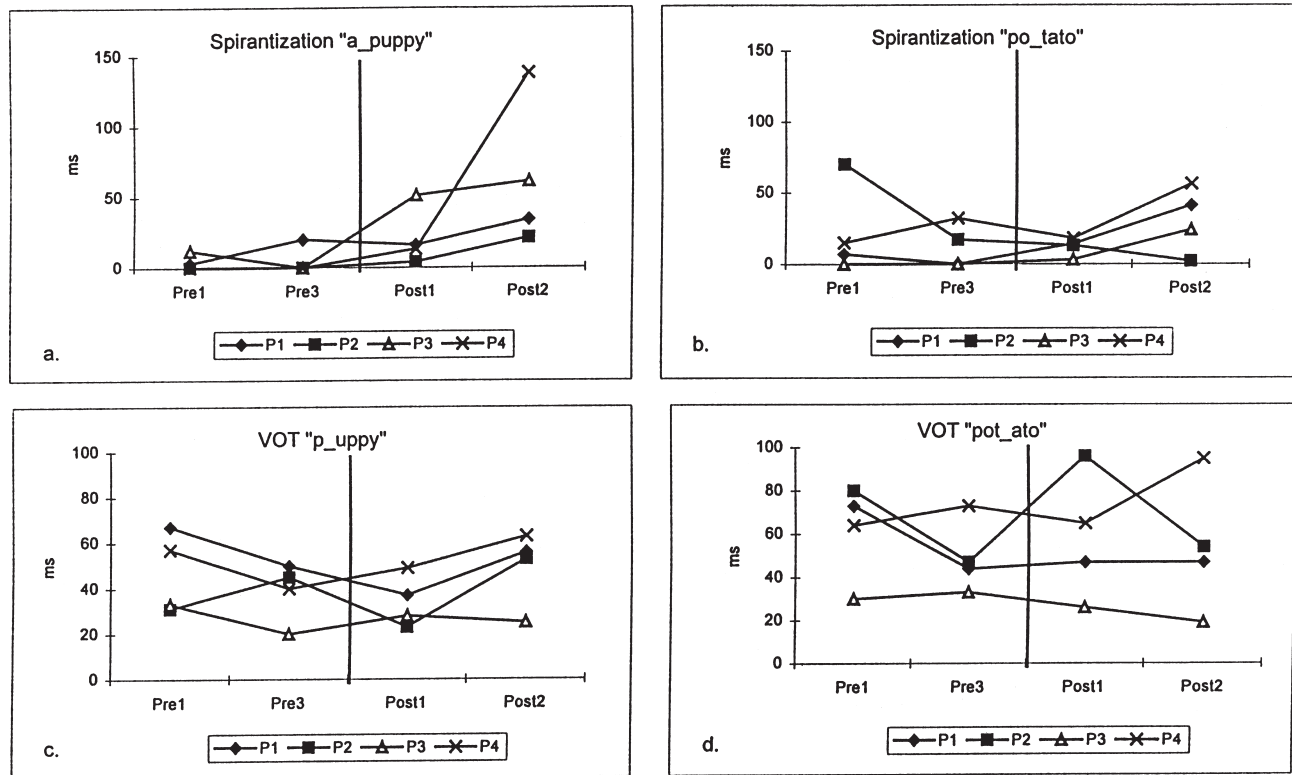 Spirantization "a_puppy"
150
100
50
0
ms
Pre1 Pre3 Post1 Post2
P1 P2 P3 P4
a.
Spirantization "po_tato"
150
100
50
0
ms
Pre1 Pre3 Post1 Post2
P1 P2 P3 P4
b.
VOT "p_uppy"
100
80
60
40
20
0
ms
Pre1 Pre3 Post1 Post2
P1 P2 P3 P4
c.
VOT "pot_ato"
100
80
60
40
20
0
ms
Pre1 Pre3 Post1 Post2
P1 P2 P3 P4
d.